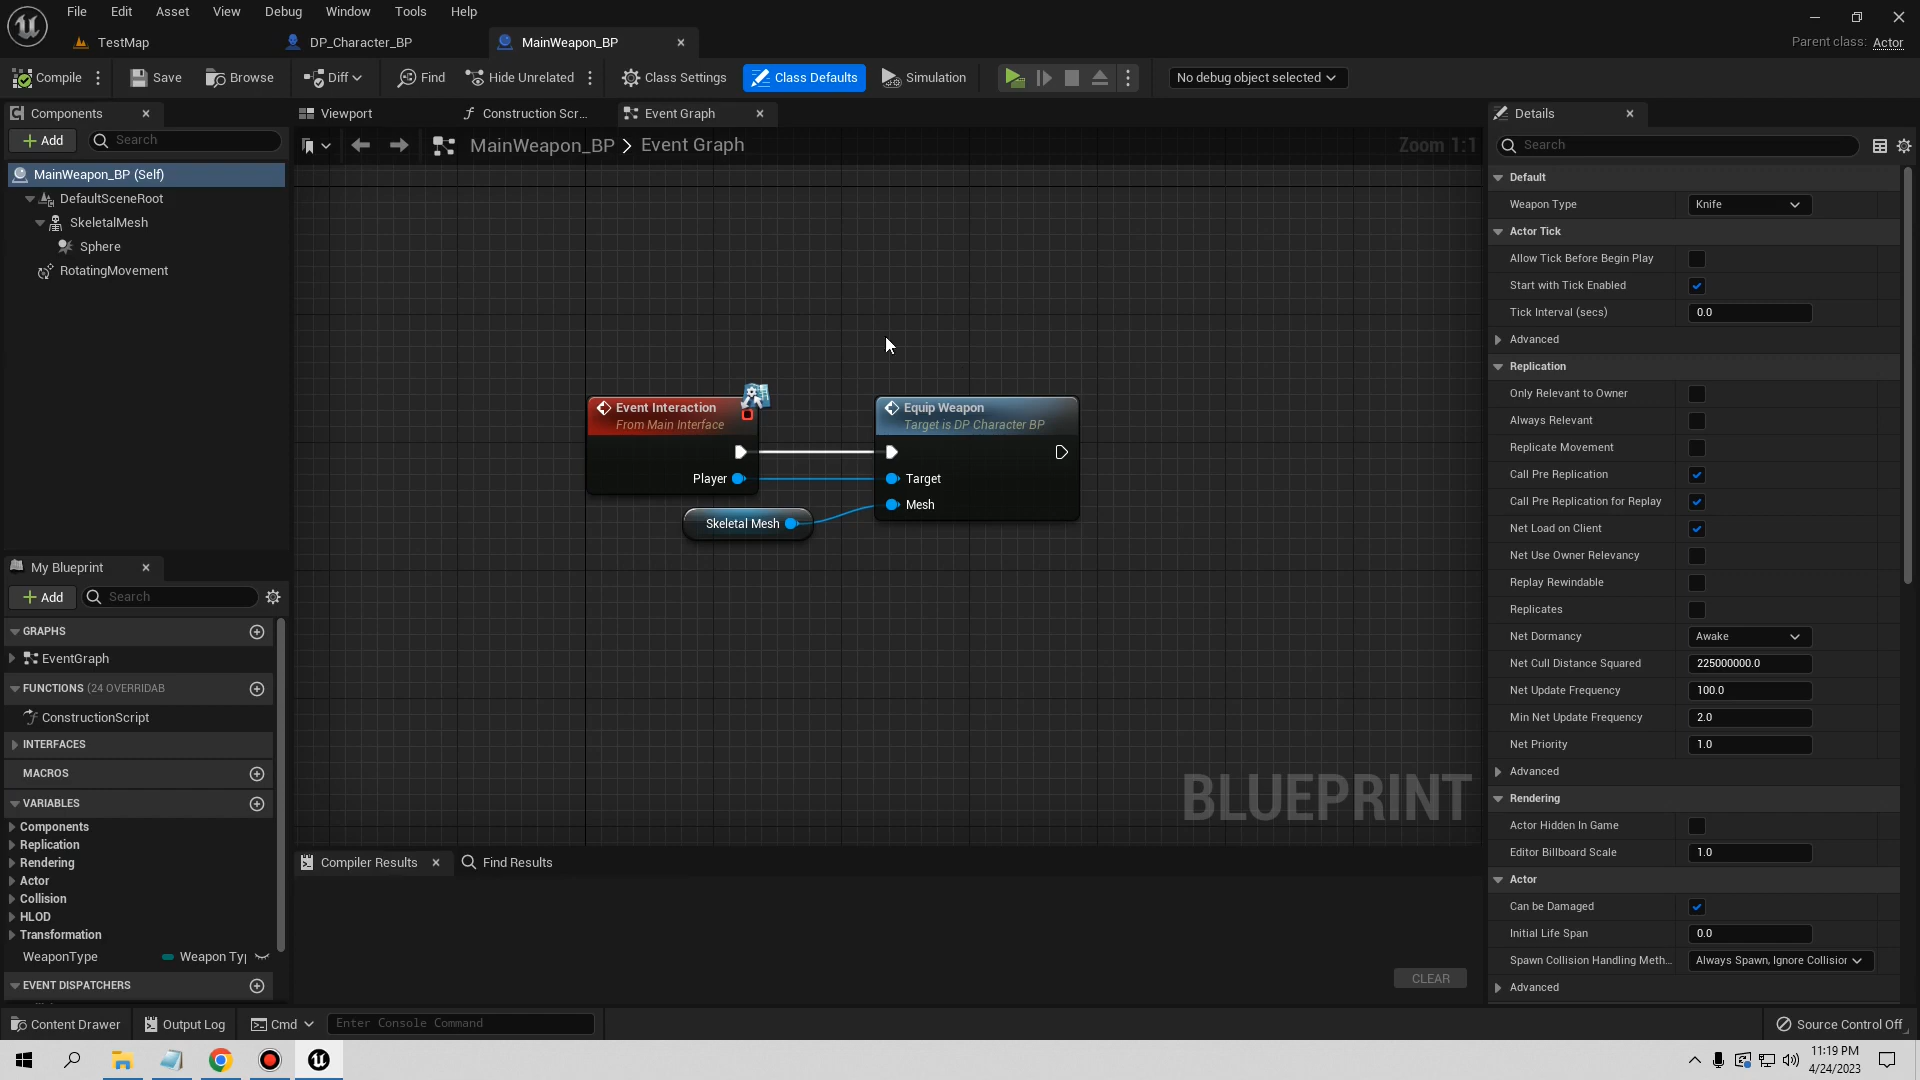 File Edit Asset View Debug Window Tools Help
TestMap DP_Character_BP MainWeapon_BP
Parent class: Actor
Compile Save Browse Diff Find Hide Unrelated Class Settings Class Defaults Simulation No debug object selected
Components
Add Search
MainWeapon_BP (Self)
DefaultSceneRoot
SkeletalMesh
Sphere
RotatingMovement
My Blueprint
Add Search
GRAPHS
EventGraph
FUNCTIONS (24 OVERRIDAB
ConstructionScript
INTERFACES
MACROS
VARIABLES
Components
Replication
Rendering
Actor
Collision
HLOD
Transformation
WeaponType Weapon Ty
EVENT DISPATCHERS
Viewport Construction Scr... Event Graph
MainWeapon_BP > Event Graph
Zoom 1:1
Event Interaction
From Main Interface
Player
Skeletal Mesh
Equip Weapon
Target is DP Character BP
Target
Mesh
BLUEPRINT
Compiler Results Find Results
CLEAR
Details
Search
Default
Weapon Type Knife
Actor Tick
Allow Tick Before Begin Play
Start with Tick Enabled
Tick Interval (secs) 0.0
Advanced
Replication
Only Relevant to Owner
Always Relevant
Replicate Movement
Call Pre Replication
Call Pre Replication for Replay
Net Load on Client
Net Use Owner Relevancy
Replay Rewindable
Replicates
Net Dormancy Awake
Net Cull Distance Squared 225000000.0
Net Update Frequency 100.0
Min Net Update Frequency 2.0
Net Priority 1.0
Advanced
Rendering
Actor Hidden In Game
Editor Billboard Scale 1.0
Actor
Can be Damaged
Initial Life Span 0.0
Spawn Collision Handling Meth... Always Spawn, Ignore Collisior
Advanced
Content Drawer Output Log Cmd Enter Console Command Source Control Off
11:19 PM
4/24/2023